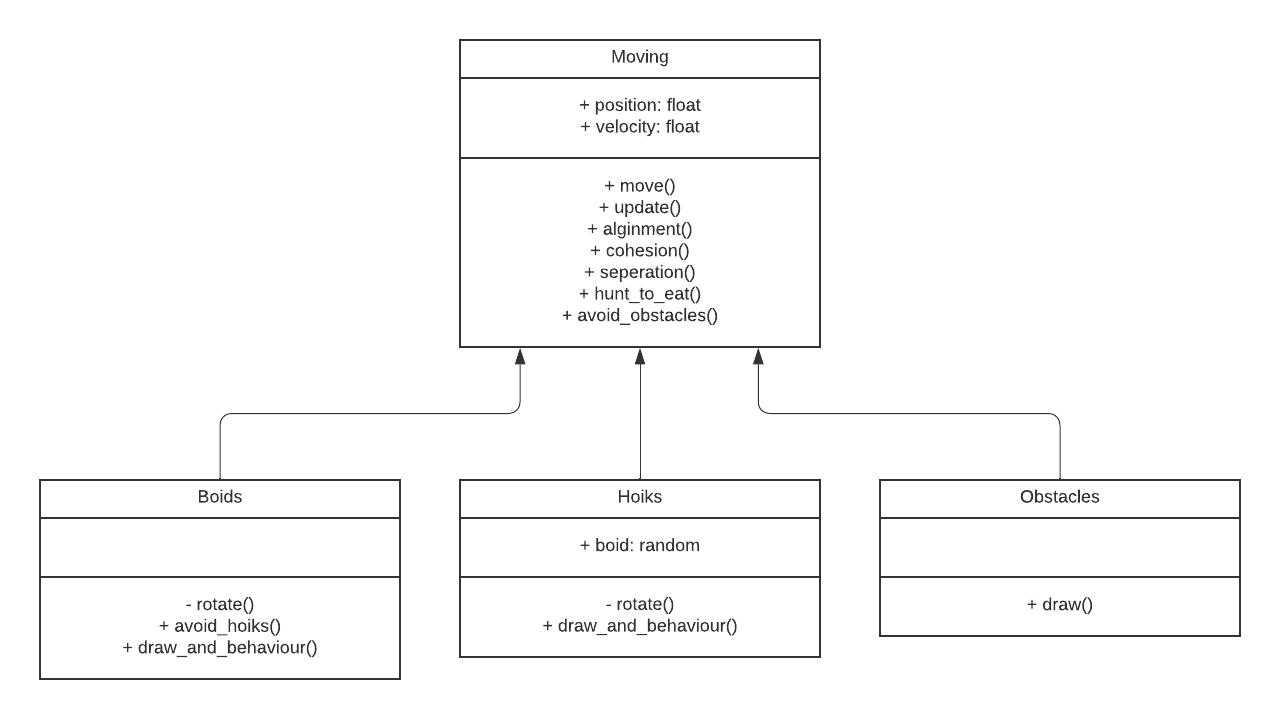 Moving
+ position: float
+ velocity: float
+ move()
+ update()
+ alginment()
+ cohesion()
+ seperation()
+ hunt_to_eat()
+ avoid_obstacles()
Boids
- rotate()
+ avoid_hoiks()
+ draw_and_behaviour()
Hoiks
+ boid: random
- rotate()
+ draw_and_behaviour()
Obstacles
+ draw()